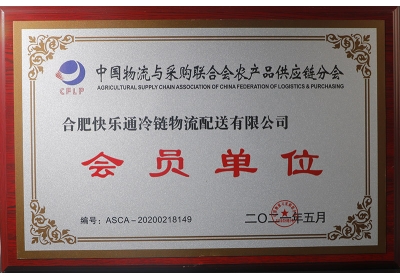 中国物流与采购联合会农产品供应链分会
CFLP
AGRICULTURAL SUPPLY CHAIN ASSOCIATION OF CHINA FEDERATION OF LOGISTICS & PURCHASING
合肥快乐通冷链物流配送有限公司
会员单位
编号：ASCA-20200218149
二〇二 年五月